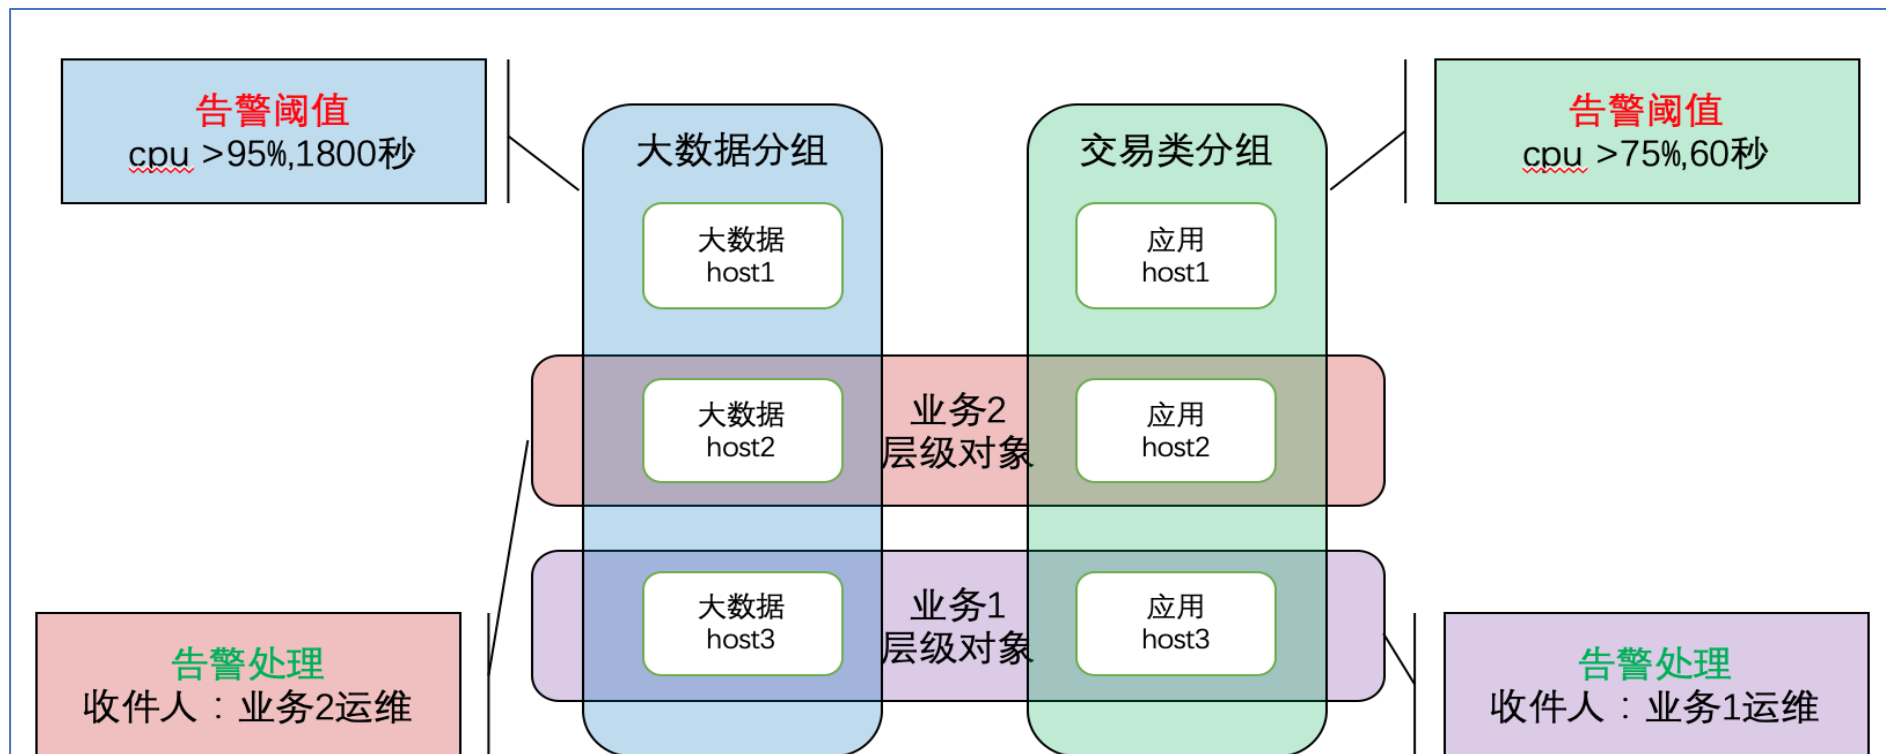 告警阈值
cpu >95%,1800秒
大数据分组
交易类分组
告警阈值
cpu >75%,60秒
大数据
host1
应用
host1
大数据
host2
业务2
层级对象
应用
host2
大数据
host3
业务1
层级对象
应用
host3
告警处理
收件人：业务2运维
告警处理
收件人：业务1运维